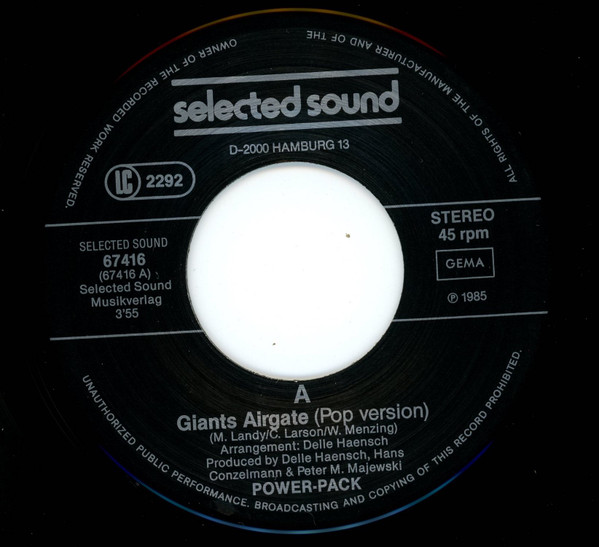 ALL RIGHTS OF THE MANUFACTURER AND OF THE OWNER OF THE RECORDED WORK RESERVED.
selected sound
D-2000 HAMBURG 13
LC 2292
SELECTED SOUND
67416
(67416 A)
Selected Sound
Musikverlag
3'55
STEREO
45 rpm
GEMA
℗ 1985
A
Giants Airgate (Pop version)
(M. Landy/C. Larson/W. Menzing)
Arrangement: Delle Haensch
Produced by Delle Haensch, Hans
Conzelmann & Peter M. Majewski
POWER-PACK
UNAUTHORIZED PUBLIC PERFORMANCE. BROADCASTING AND COPYING OF THIS RECORD PROHIBITED.